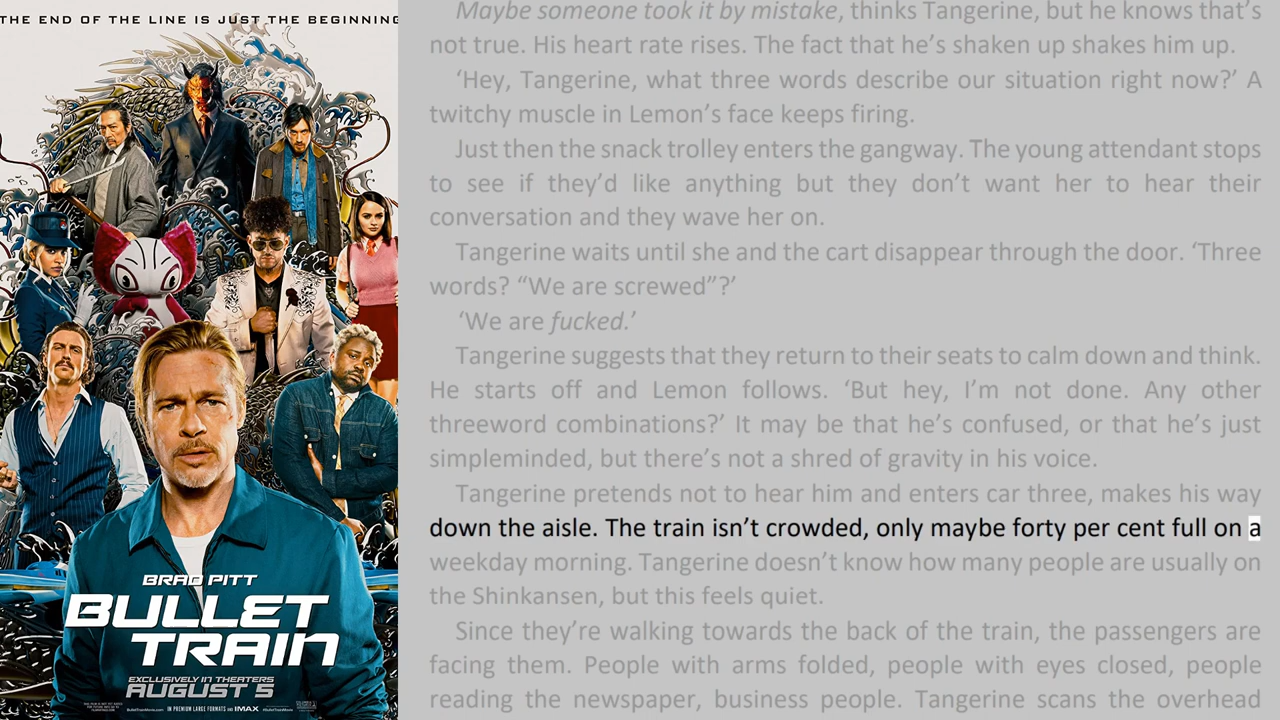 THE END OF THE LINE IS JUST THE BEGINNING
BRAD PITT
BULLET
TRAIN
EXCLUSIVELY IN THEATERS
AUGUST 5
IN PREMIUM LARGE FORMATS AND IMAX
Maybe someone took it by mistake, thinks Tangerine, but he knows that’s
not true. His heart rate rises. The fact that he’s shaken up shakes him up.
‘Hey, Tangerine, what three words describe our situation right now?’ A
twitchy muscle in Lemon’s face keeps firing.
Just then the snack trolley enters the gangway. The young attendant stops
to see if they’d like anything but they don’t want her to hear their
conversation and they wave her on.
Tangerine waits until she and the cart disappear through the door. ‘Three
words? “We are screwed”?’
‘We are fucked.’
Tangerine suggests that they return to their seats to calm down and think.
He starts off and Lemon follows. ‘But hey, I’m not done. Any other
threeword combinations?’ It may be that he’s confused, or that he’s just
simpleminded, but there’s not a shred of gravity in his voice.
Tangerine pretends not to hear him and enters car three, makes his way
down the aisle. The train isn’t crowded, only maybe forty per cent full on a
weekday morning. Tangerine doesn’t know how many people are usually on
the Shinkansen, but this feels quiet.
Since they’re walking towards the back of the train, the passengers are
facing them. People with arms folded, people with eyes closed, people
reading the newspaper, businesspeople. Tangerine scans the overhead